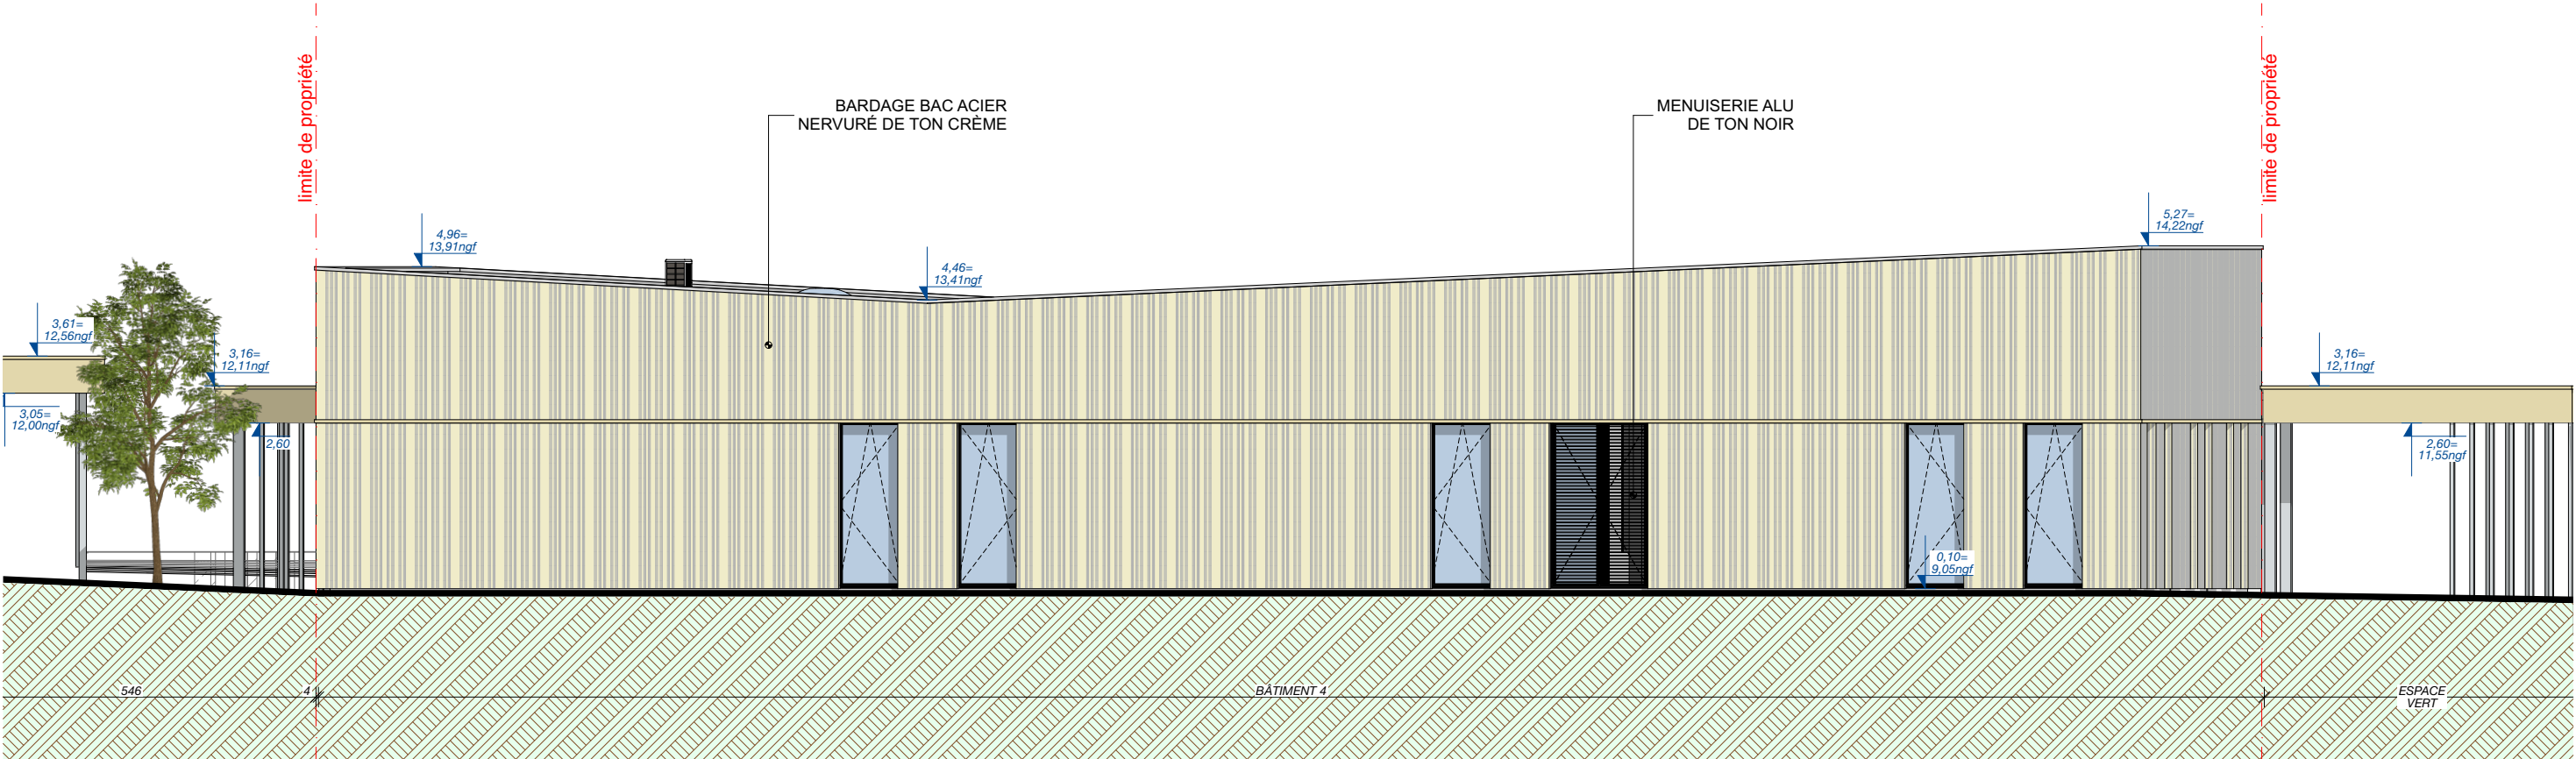 limite de propriété
limite de propriété
BARDAGE BAC ACIER
NERVURÉ DE TON CRÈME
MENUISERIE ALU
DE TON NOIR
4,96=
13,91ngf
4,46=
13,41ngf
5,27=
14,22ngf
3,61=
12,56ngf
3,16=
12,11ngf
3,16=
12,11ngf
3,05=
12,00ngf
2,60
2,60=
11,55ngf
0,10=
9,05ngf
546
4
BÂTIMENT 4
ESPACE
VERT